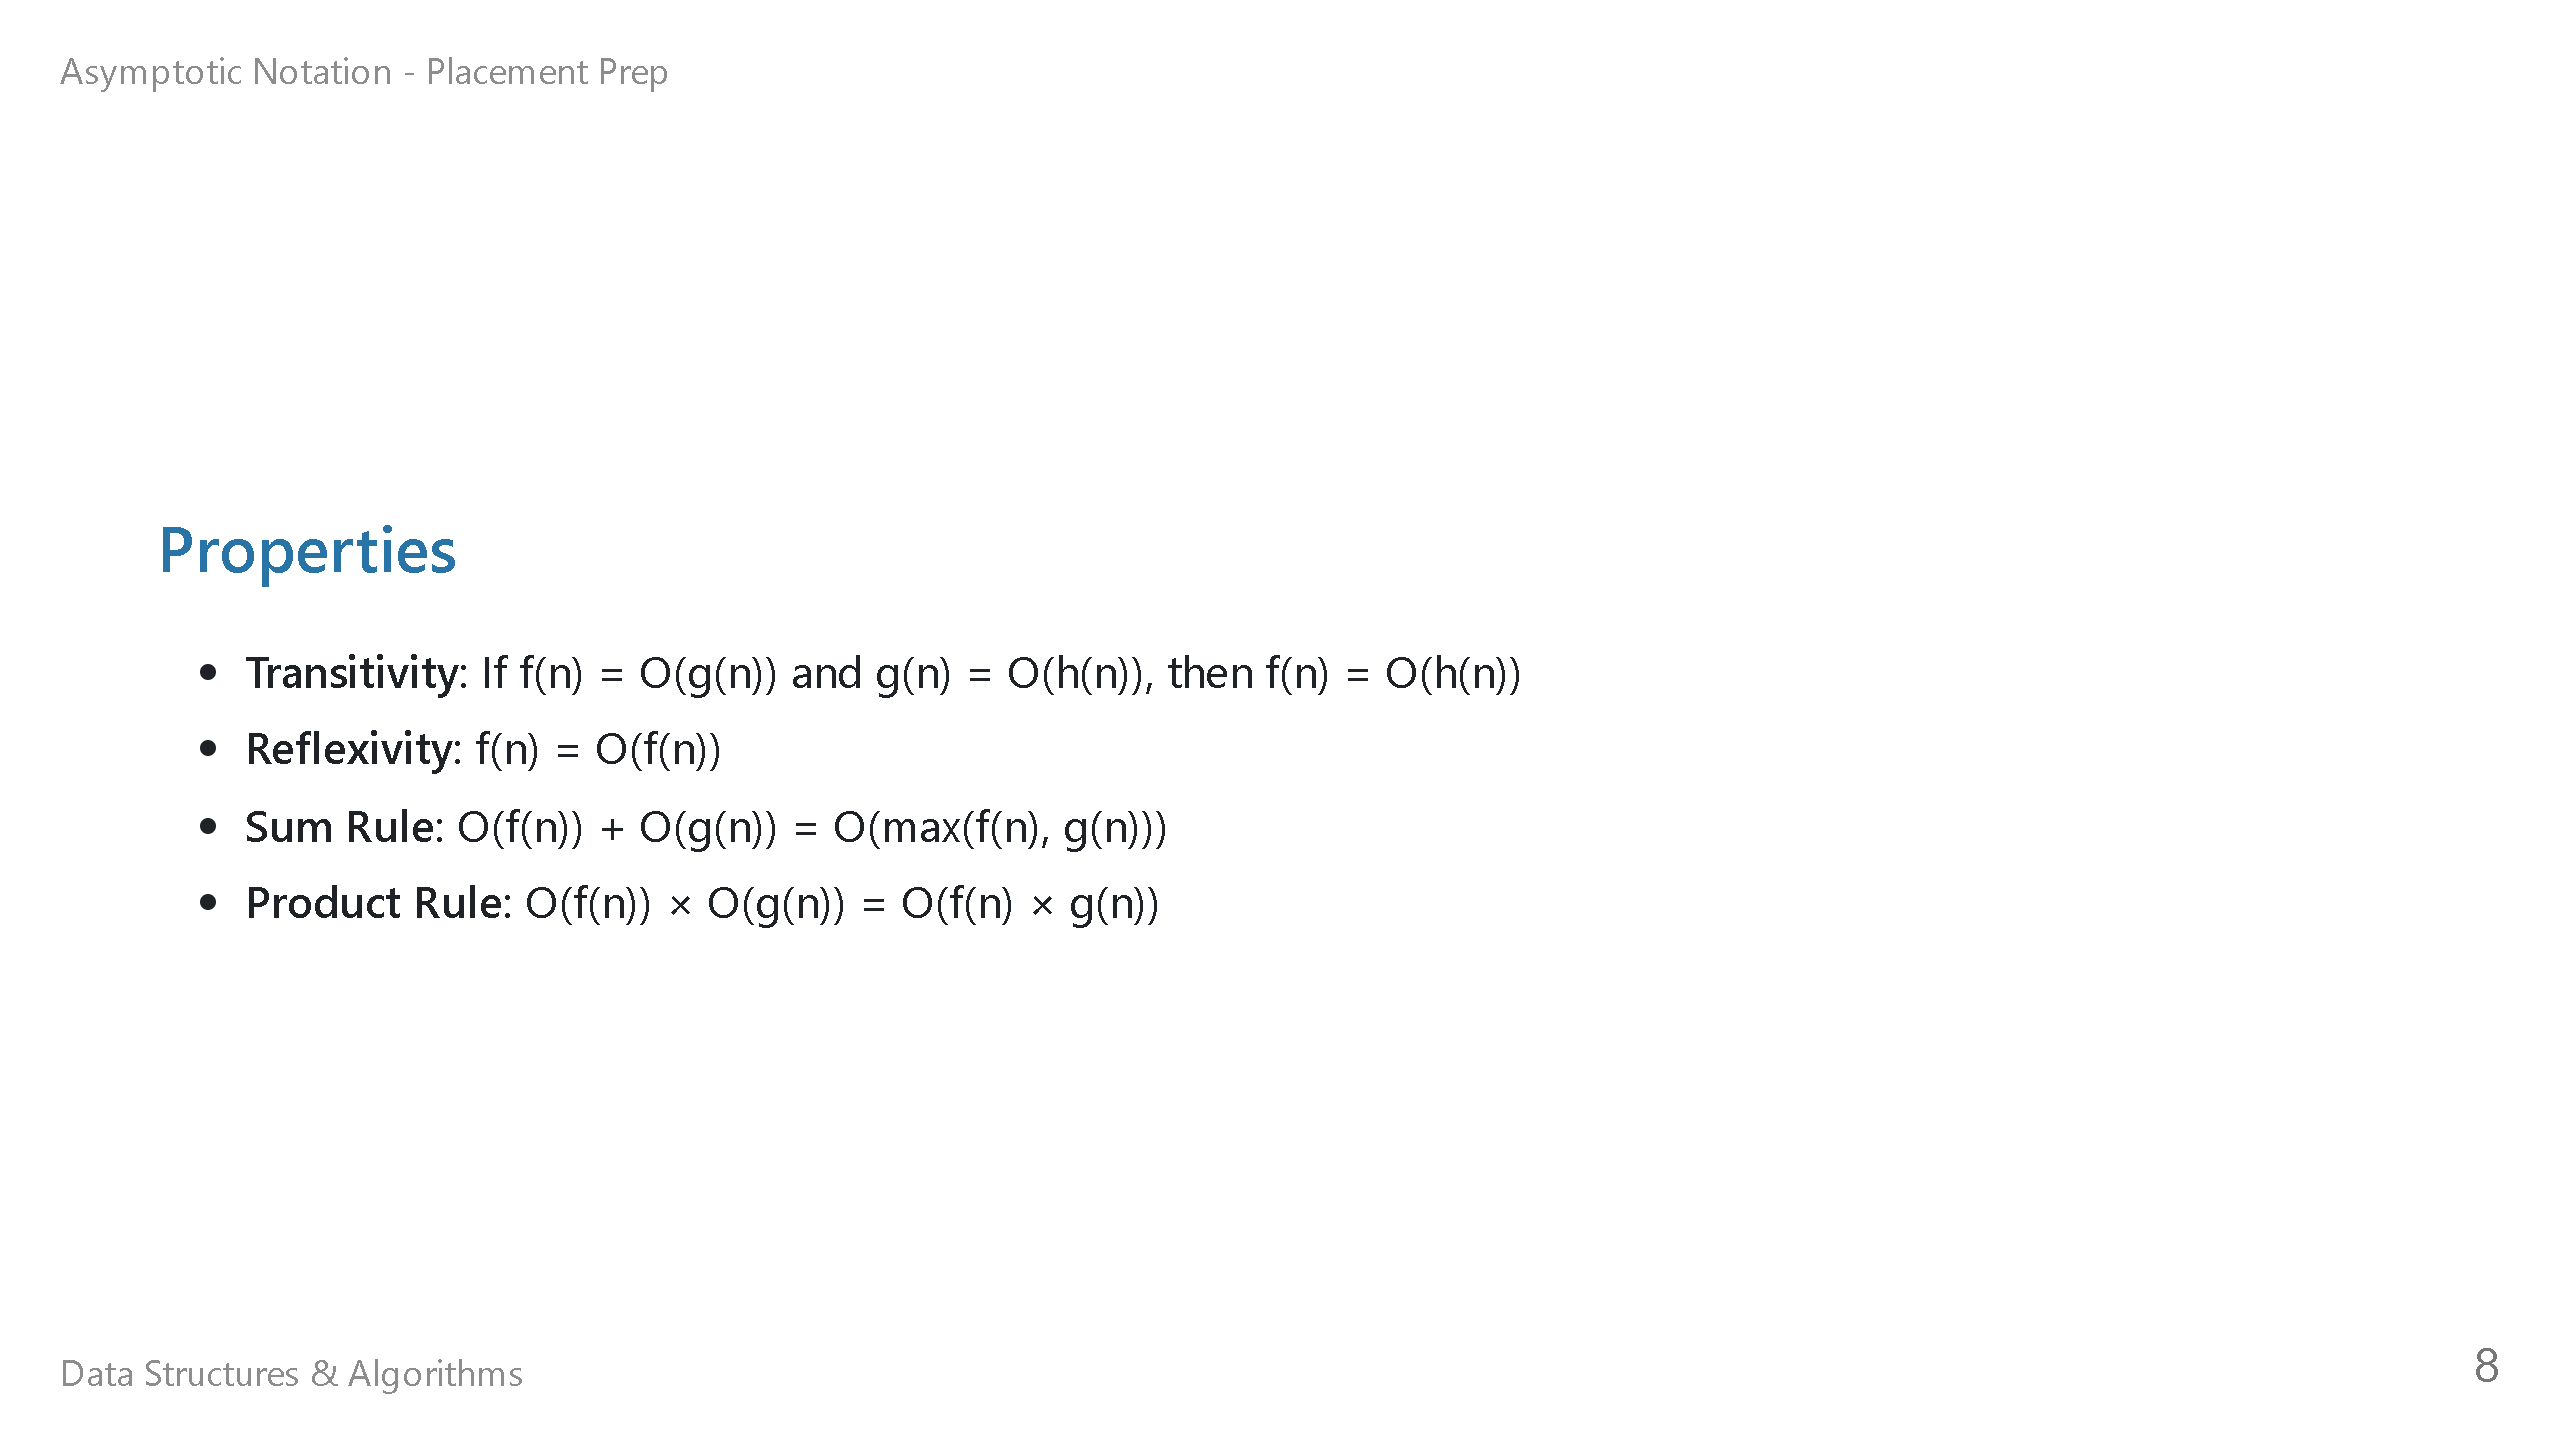 Asymptotic Notation - Placement Prep
Properties
• Transitivity: If f(n) = O(g(n)) and g(n) = O(h(n)), then f(n) = O(h(n))
• Reflexivity: f(n) = O(f(n))
• Sum Rule: O(f(n)) + O(g(n)) = O(max(f(n), g(n)))
• Product Rule: O(f(n)) × O(g(n)) = O(f(n) × g(n))
Data Structures & Algorithms
8